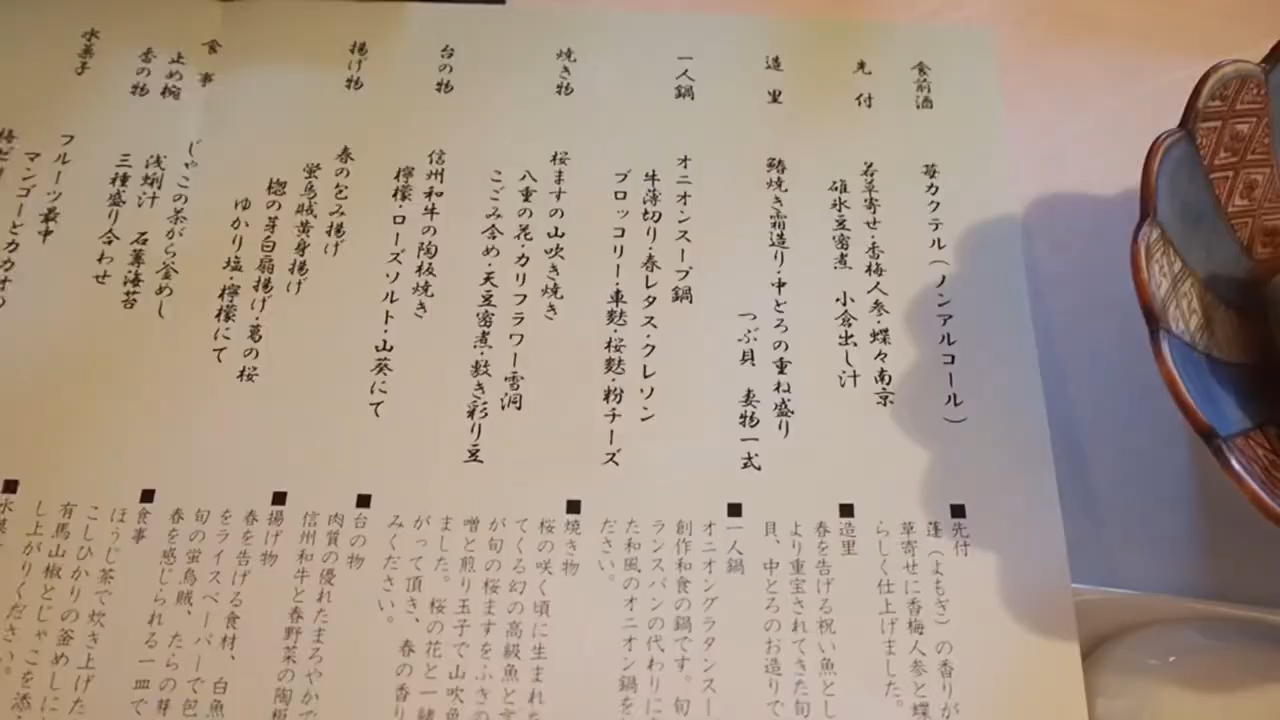 食前酒
苺カクテル(ノンアルコール)
先付
若草寄せ・香梅人参・蝶々南京
碓氷豆蜜煮 小倉出し汁
造里
鰆焼き霜造り・中とろの重ね盛り
つぶ貝 妻物一式
一人鍋
オニオンスープ鍋
牛薄切り・春レタス・クレソン
ブロッコリー・車麩・桜麩・粉チーズ
焼き物
桜ますの山吹き焼き
八重の花・カリフラワー雪洞
こごみ含め・天豆蜜煮・敷き彩り豆
台の物
信州和牛の陶板焼き
檸檬・ローズソルト・山葵にて
揚げ物
春の包み揚げ
蛍烏賊黄身揚げ
楤の芽白扇揚げ・葛の桜
ゆかり塩・檸檬にて
食事
じゃこの茶がら釜めし
止め椀
浅蜊汁 石蓴海苔
香の物
三種盛り合わせ
水菓子
フルーツ最中
マンゴーとカカオの
■先付
蓬(よもぎ)の香りが
草寄せに香梅人参と蝶
らしく仕上げました。
■造里
春を告げる祝い魚とし
より重宝されてきた旬
貝、中とろのお造りで
■一人鍋
オニオングラタンスー
創作和食の鍋です。旬
ランスパンの代わりに
た和風のオニオン鍋を
ださい。
■焼き物
桜の咲く頃に生まれ
てくる幻の高級魚と言
が旬の桜ますをふきの
噌と煎り玉子で山吹魚
ました。 桜の花と一緒
がって頂き、 春の香り
みください。
■台の物
肉質の優れたまろやかで
信州和牛と春野菜の陶板
■揚げ物
春を告げる食材、白魚
をライスペーパーで包
旬の蛍烏賊、たらの芽
春を感じられる一皿で
■食事
ほうじ茶で炊き上げた
こしひかりの釜めしに
有馬山椒とじゃこを添
し上がりください。
■水菓